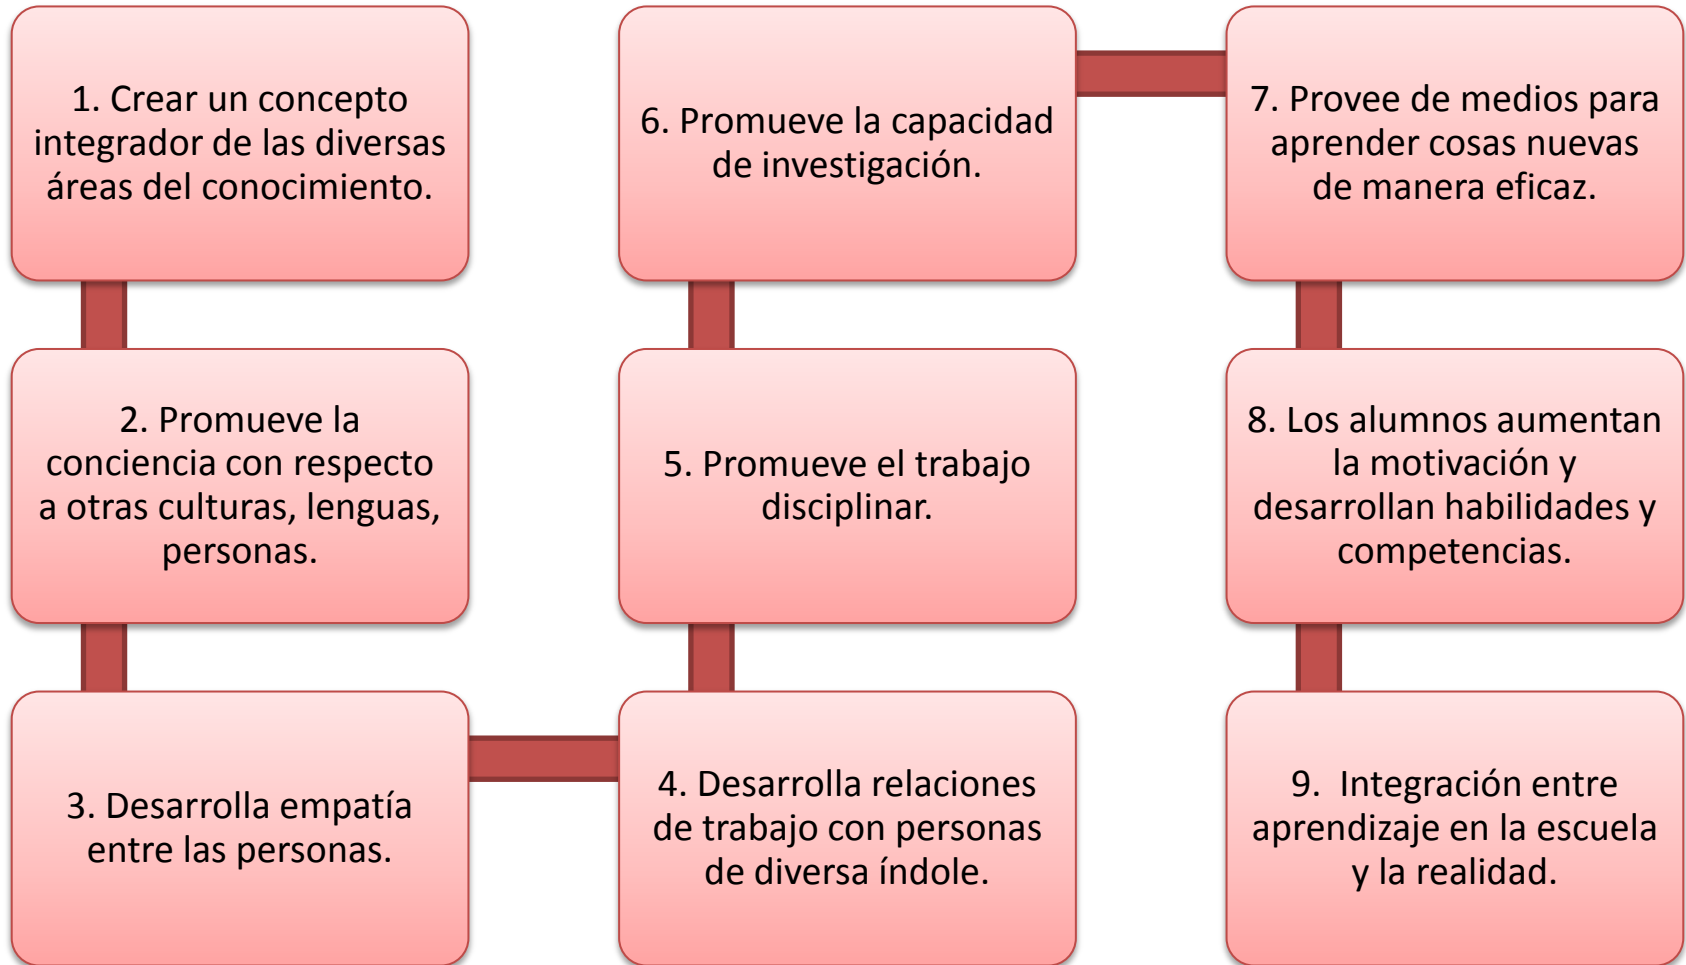 1. Crear un concepto
integrador de las diversas
áreas del conocimiento.
2. Promueve la
conciencia con respecto
a otras culturas, lenguas,
personas.
3. Desarrolla empatía
entre las personas.
4. Desarrolla relaciones
de trabajo con personas
de diversa índole.
5. Promueve el trabajo
disciplinar.
6. Promueve la capacidad
de investigación.
7. Provee de medios para
aprender cosas nuevas
de manera eficaz.
8. Los alumnos aumentan
la motivación y
desarrollan habilidades y
competencias.
9.  Integración entre
aprendizaje en la escuela
y la realidad.